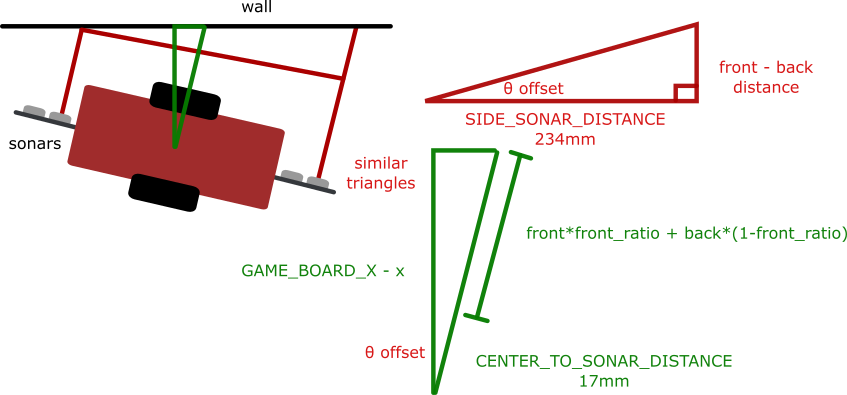 wall
sonars
similar
triangles
θ offset
front - back
distance
SIDE_SONAR_DISTANCE
234mm
front*front_ratio + back*(1-front_ratio)
GAME_BOARD_X - x
θ offset
CENTER_TO_SONAR_DISTANCE
17mm